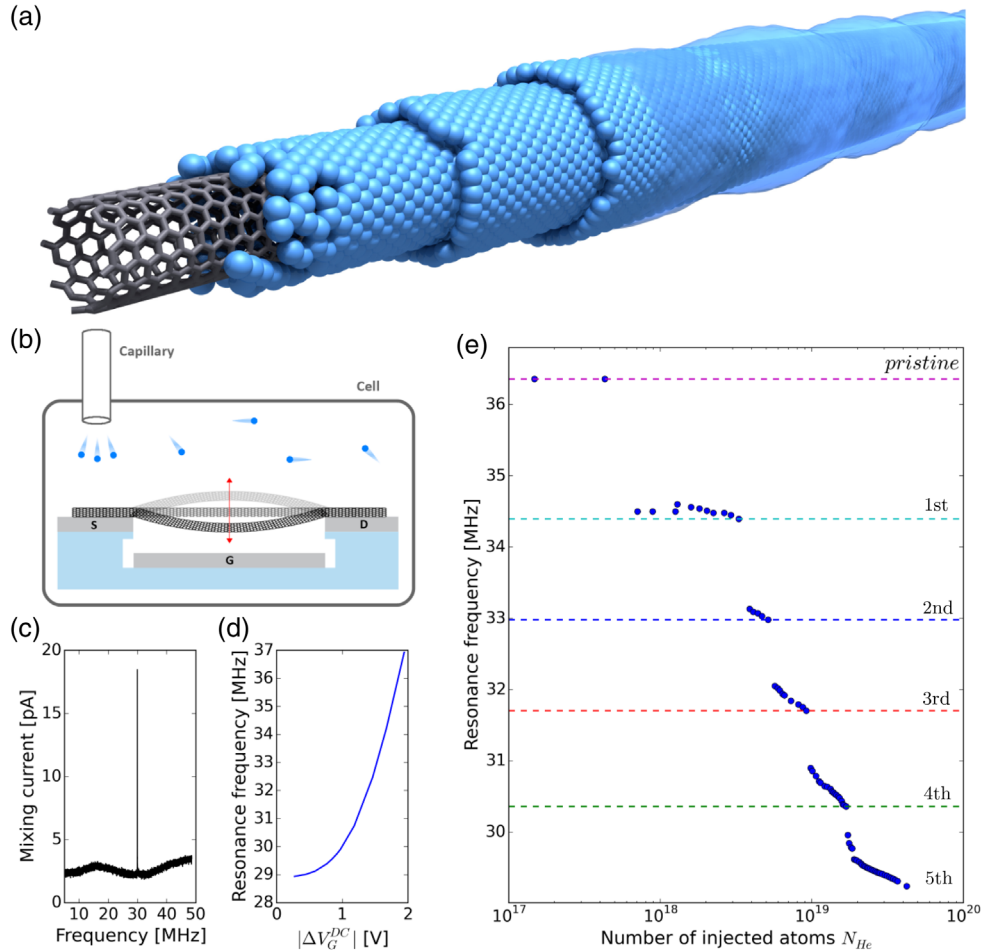 (a)
(b)
Capillary
Cell
S
D
G
(c)
Mixing current [pA]
20
15
10
5
0
10 20 30 40 50
Frequency [MHz]
(d)
Resonance frequency [MHz]
37
36
35
34
33
32
31
30
29
28
0 1 2
|ΔV_G^{DC}| [V]
(e)
Resonance frequency (MHz)
36
35
34
33
32
31
30
pristine
1st
2nd
3rd
4th
5th
10^17 10^18 10^19 10^20
Number of injected atoms N_{He}